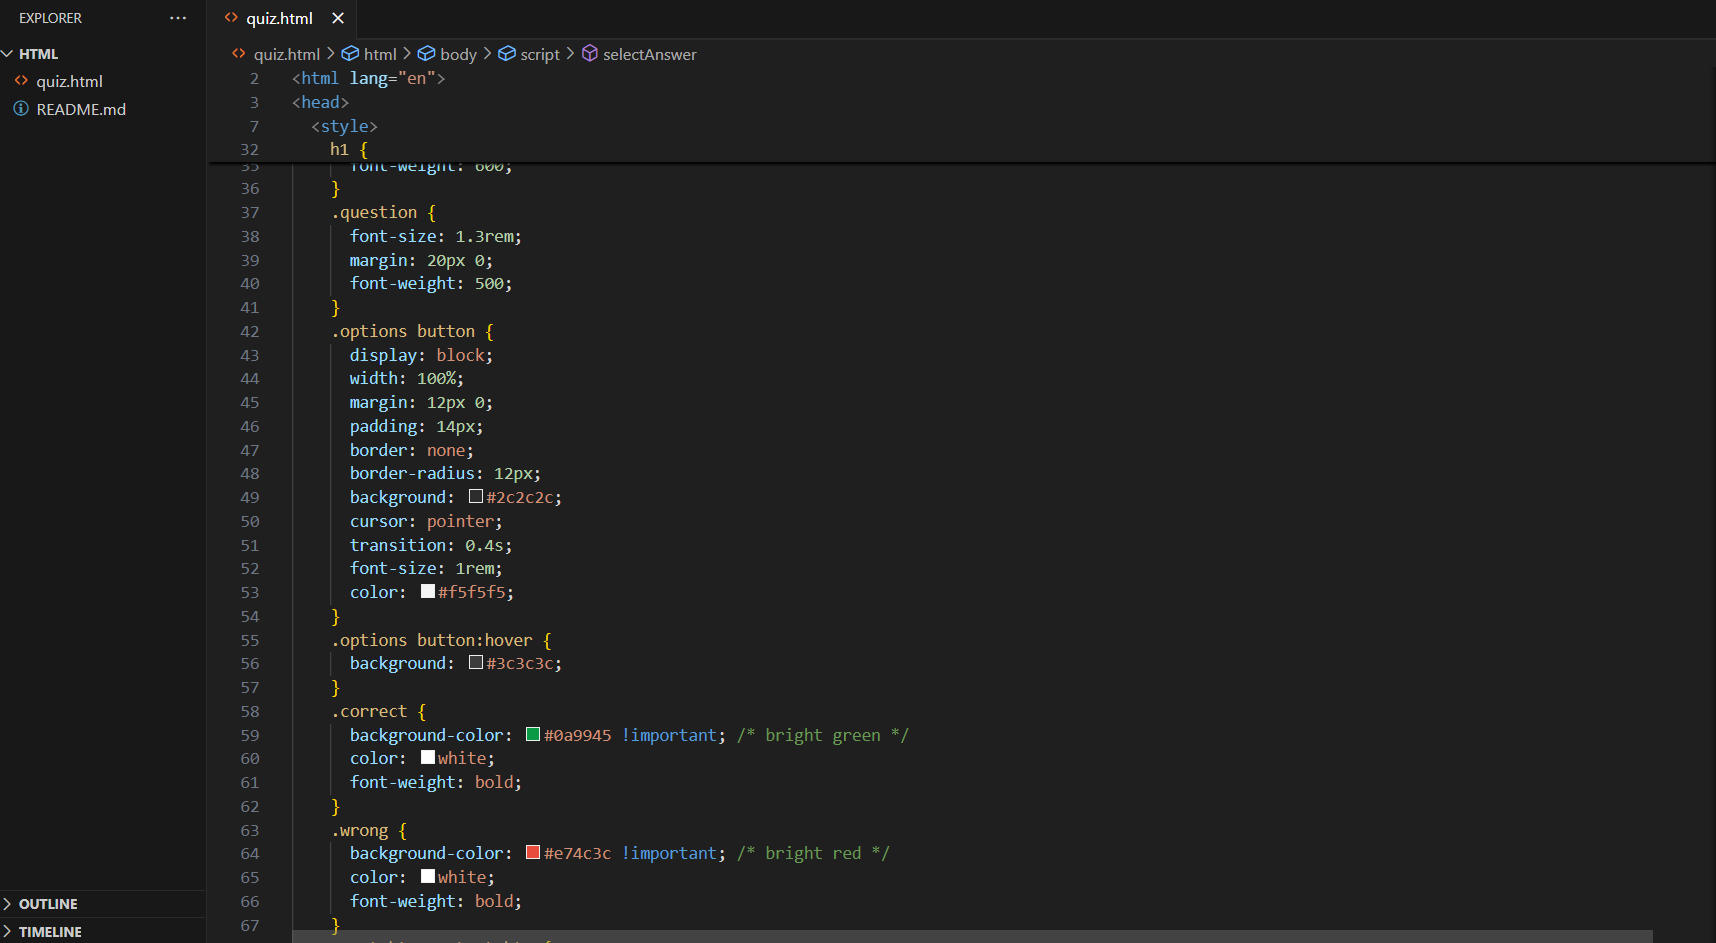 EXPLORER
HTML
quiz.html
README.md
OUTLINE
TIMELINE
quiz.html
quiz.html > html > body > script > selectAnswer
2 <html lang="en">
3 <head>
7 <style>
32 h1 {
35 font-weight: 600;
36 }
37 .question {
38 font-size: 1.3rem;
39 margin: 20px 0;
40 font-weight: 500;
41 }
42 .options button {
43 display: block;
44 width: 100%;
45 margin: 12px 0;
46 padding: 14px;
47 border: none;
48 border-radius: 12px;
49 background: #2c2c2c;
50 cursor: pointer;
51 transition: 0.4s;
52 font-size: 1rem;
53 color: #f5f5f5;
54 }
55 .options button:hover {
56 background: #3c3c3c;
57 }
58 .correct {
59 background-color: #0a9945 !important; /* bright green */
60 color: white;
61 font-weight: bold;
62 }
63 .wrong {
64 background-color: #e74c3c !important; /* bright red */
65 color: white;
66 font-weight: bold;
67 }